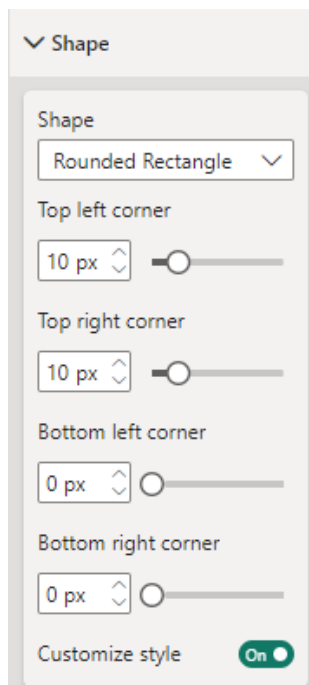 Shape
Shape
Rounded Rectangle
Top left corner
10 px
Top right corner
10 px
Bottom left corner
0 px
Bottom right corner
0 px
Customize style On